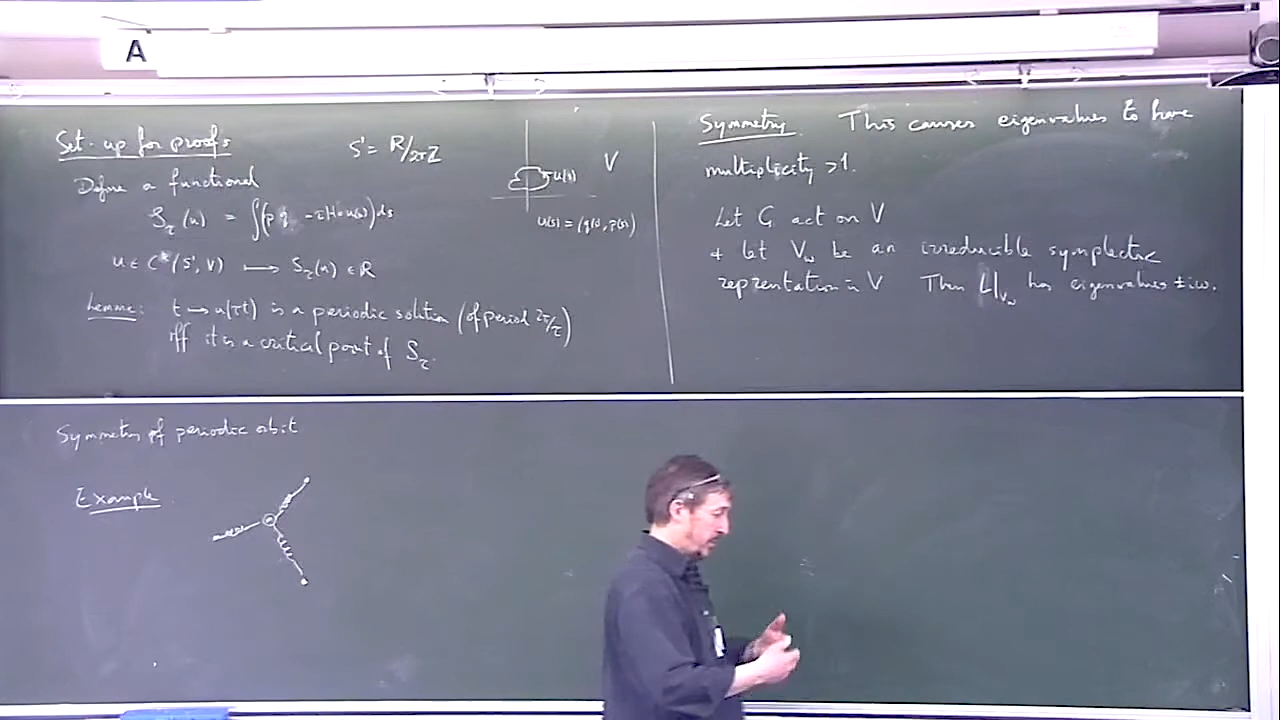 A
Set-up for proofs
S' = R/2πZ
Define a functional
S_τ(u) = ∫(p q̇ - τH∘u(s))ds
u ∈ C^k(S', V) ⟼ S_τ(u) ∈ R
Lemma: t → u(τt) is a periodic solution (of period 2π/τ)
iff it is a critical point of S_τ.
u(s)
V
u(s) = (q(s), p(s))
Symmetry. This causes eigenvalues to have
multiplicity > 1.
Let G act on V
+ let V_ω be an irreducible symplectic
representation in V Then L|_{V_ω} has eigenvalues ± iω.
Symmetry of periodic orbit
Example